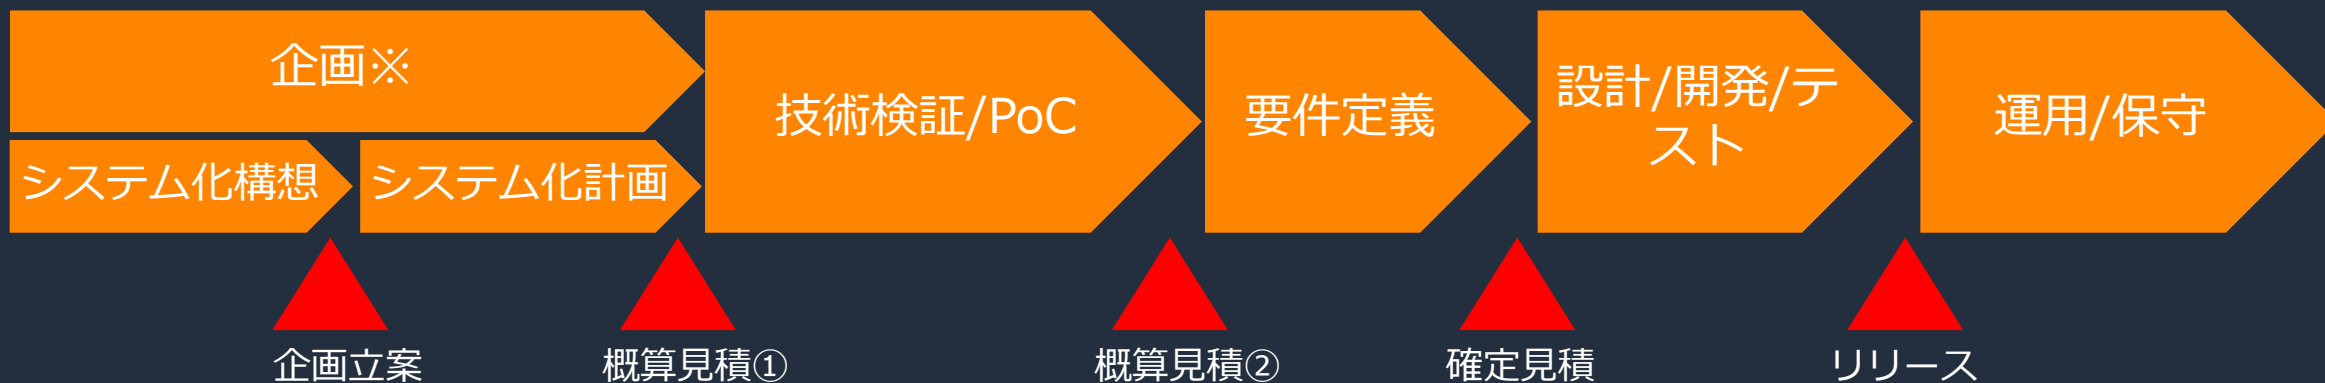 企画※
システム化構想
システム化計画
技術検証/PoC
要件定義
設計/開発/テ
スト
運用/保守
企画立案
概算見積①
概算見積②
確定見積
リリース